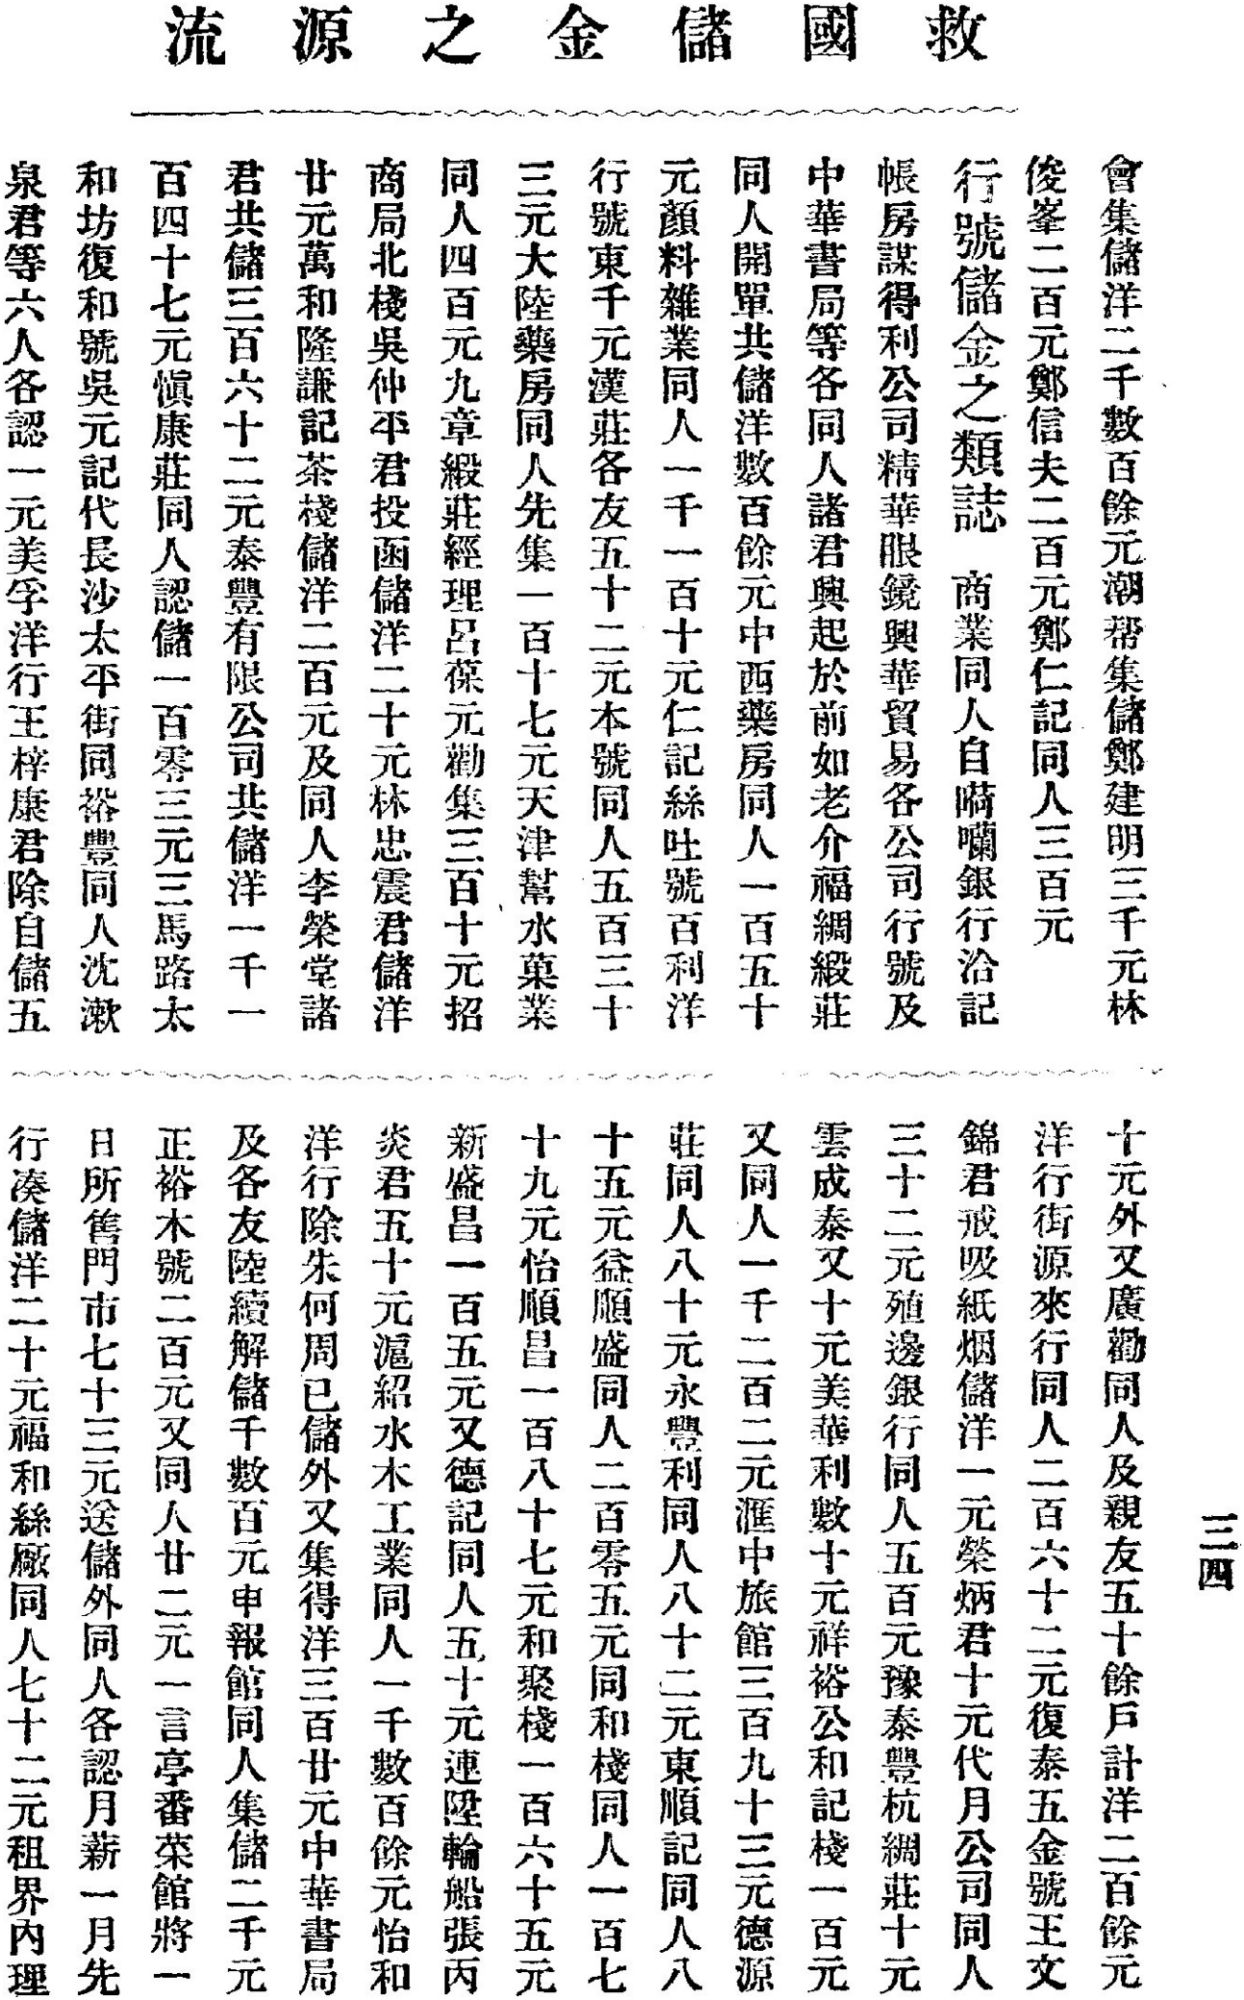 救國儲金之源流
會集儲洋二千數百餘元潮帮集儲鄭建明三千元林
俊峯二百元鄭信夫二百元鄭仁記同人三百元
行號儲金之類誌　商業同人自嗬囒銀行洽記
帳房謀得利公司精華眼鏡興華貿易各公司行號及
中華書局等各同人諸君興起於前如老介福綢緞莊
同人開單共儲洋數百餘元中西藥房同人一百五十
元顏料雜業同人一千一百十元仁記絲吐號百利洋
行號東千元漢莊各友五十二元本號同人五百三十
三元大陸藥房同人先集一百十七元天津幫水菓業
同人四百元九章緞莊經理呂葆元勸集三百十元招
商局北棧吳仲平君投函儲洋二十元林忠震君儲洋
廿元萬和隆謙記茶棧儲洋二百元及同人李榮堂諸
君共儲三百六十二元泰豐有限公司共儲洋一千一
百四十七元愼康莊同人認儲一百零三元三馬路太
和坊復和號吳元記代長沙太平街同裕豐同人沈漱
泉君等六人各認一元美孚洋行王梓康君除自儲五
十元外又廣勸同人及親友五十餘戶計洋二百餘元
洋行街源來行同人二百六十二元復泰五金號王文
錦君戒吸紙烟儲洋一元榮炳君十元代月公司同人
三十二元殖邊銀行同人五百元豫泰豐杭綢莊十元
雲成泰又十元美華利數十元祥裕公和記棧一百元
又同人一千二百二元滙中旅館三百九十三元德源
莊同人八十元永豐利同人八十二元東順記同人八
十五元益順盛同人二百零五元同和棧同人一百七
十九元怡順昌一百八十七元和聚棧一百六十五元
新盛昌一百五元又德記同人五十元連陞輪船張丙
炎君五十元滬紹水木工業同人一千數百餘元怡和
洋行除朱何周已儲外又集得洋三百廿元中華書局
及各友陸續解儲千數百元申報館同人集儲二千元
正裕木號二百元又同人廿二元一言亭番菜館將一
日所售門市七十三元送儲外同人各認月薪一月先
行凑儲洋二十元福和絲廠同人七十二元租界內理
三四